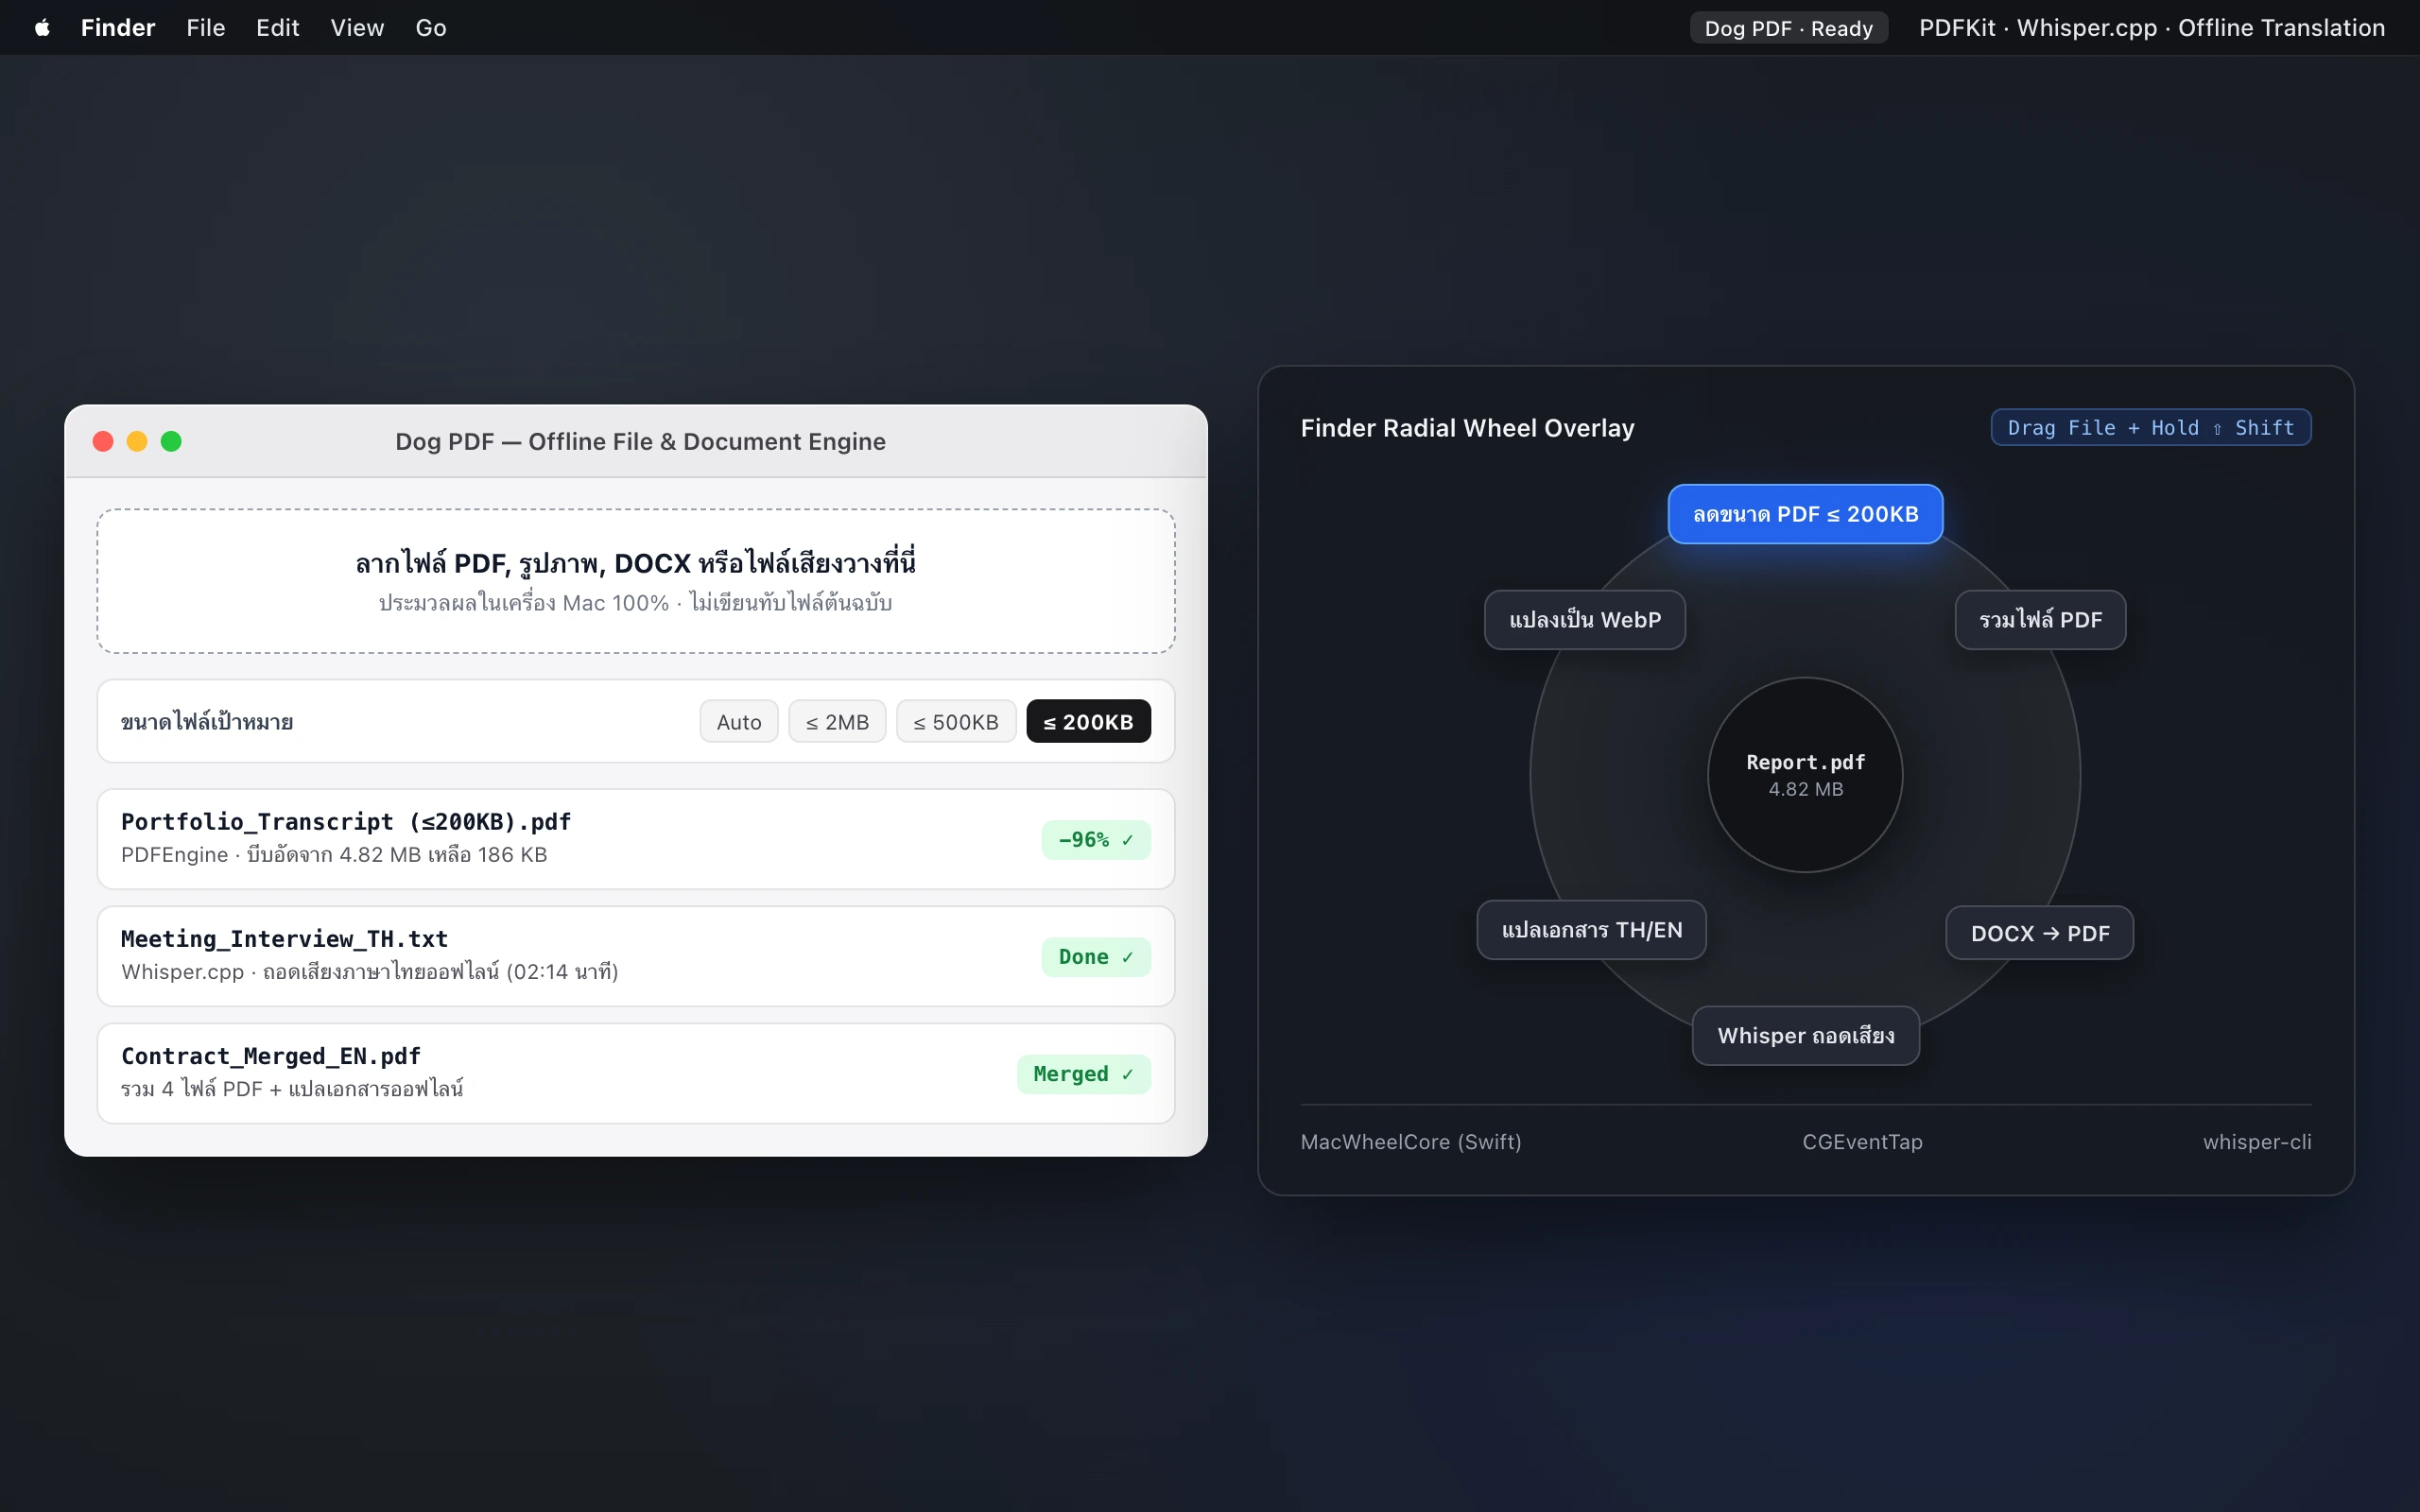 Finder File Edit View Go
Dog PDF · Ready
PDFKit · Whisper.cpp · Offline Translation
Dog PDF — Offline File & Document Engine
ลากไฟล์ PDF, รูปภาพ, DOCX หรือไฟล์เสียงวางที่นี่
ประมวลผลในเครื่อง Mac 100% · ไม่เขียนทับไฟล์ต้นฉบับ
ขนาดไฟล์เป้าหมาย
Auto
≤ 2MB
≤ 500KB
≤ 200KB
Portfolio_Transcript (≤200KB).pdf
PDFEngine · บีบอัดจาก 4.82 MB เหลือ 186 KB
−96% ✓
Meeting_Interview_TH.txt
Whisper.cpp · ถอดเสียงภาษาไทยออฟไลน์ (02:14 นาที)
Done ✓
Contract_Merged_EN.pdf
รวม 4 ไฟล์ PDF + แปลเอกสารออฟไลน์
Merged ✓
Finder Radial Wheel Overlay
Drag File + Hold ⇧ Shift
ลดขนาด PDF ≤ 200KB
แปลงเป็น WebP
รวมไฟล์ PDF
Report.pdf
4.82 MB
แปลเอกสาร TH/EN
DOCX → PDF
Whisper ถอดเสียง
MacWheelCore (Swift)
CGEventTap
whisper-cli